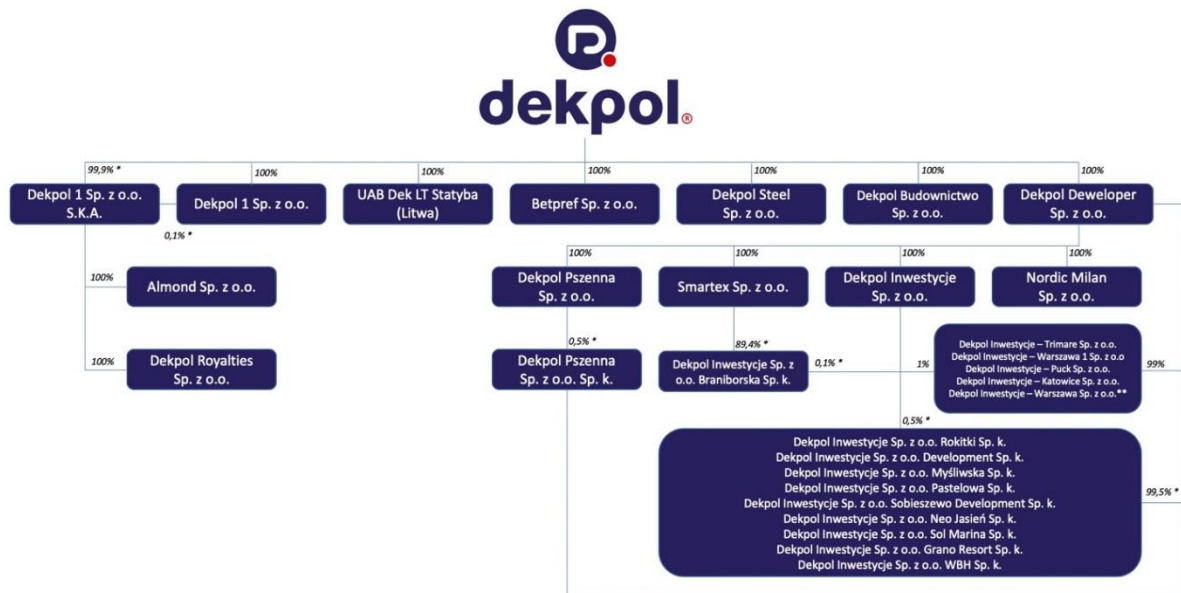 dekpol®
99,9% *
100%
100%
100%
100%
100%
100%
Dekpol 1 Sp. z o.o.
S.K.A.
Dekpol 1 Sp. z o.o.
UAB Dek LT Statyba
(Litwa)
Betpref Sp. z o.o.
Dekpol Steel
Sp. z o.o.
Dekpol Budownictwo
Sp. z o.o.
Dekpol Deweloper
Sp. z o.o.
0,1% *
100%
100%
100%
100%
100%
Almond Sp. z o.o.
Dekpol Pszenna
Sp. z o.o.
Smartex Sp. z o.o.
Dekpol Inwestycje
Sp. z o.o.
Nordic Milan
Sp. z o.o.
100%
Dekpol Royalties
Sp. z o.o.
0,5% *
Dekpol Pszenna
Sp. z o.o. Sp. k.
89,4% *
Dekpol Inwestycje Sp. z
o.o. Braniborska Sp. k.
0,1% *
1%
Dekpol Inwestycje – Trimare Sp. z o.o.
Dekpol Inwestycje – Warszawa 1 Sp. z o.o
Dekpol Inwestycje – Puck Sp. z o.o.
Dekpol Inwestycje – Katowice Sp. z o.o.
Dekpol Inwestycje – Warszawa Sp. z o.o.**
99%
0,5% *
Dekpol Inwestycje Sp. z o.o. Rokitki Sp. k.
Dekpol Inwestycje Sp. z o.o. Development Sp. k.
Dekpol Inwestycje Sp. z o.o. Myśliwska Sp. k.
Dekpol Inwestycje Sp. z o.o. Pastelowa Sp. k.
Dekpol Inwestycje Sp. z o.o. Sobieszewo Development Sp. k.
Dekpol Inwestycje Sp. z o.o. Neo Jasień Sp. k.
Dekpol Inwestycje Sp. z o.o. Sol Marina Sp. k.
Dekpol Inwestycje Sp. z o.o. Grano Resort Sp. k.
Dekpol Inwestycje Sp. z o.o. WBH Sp. k.
99,5% *